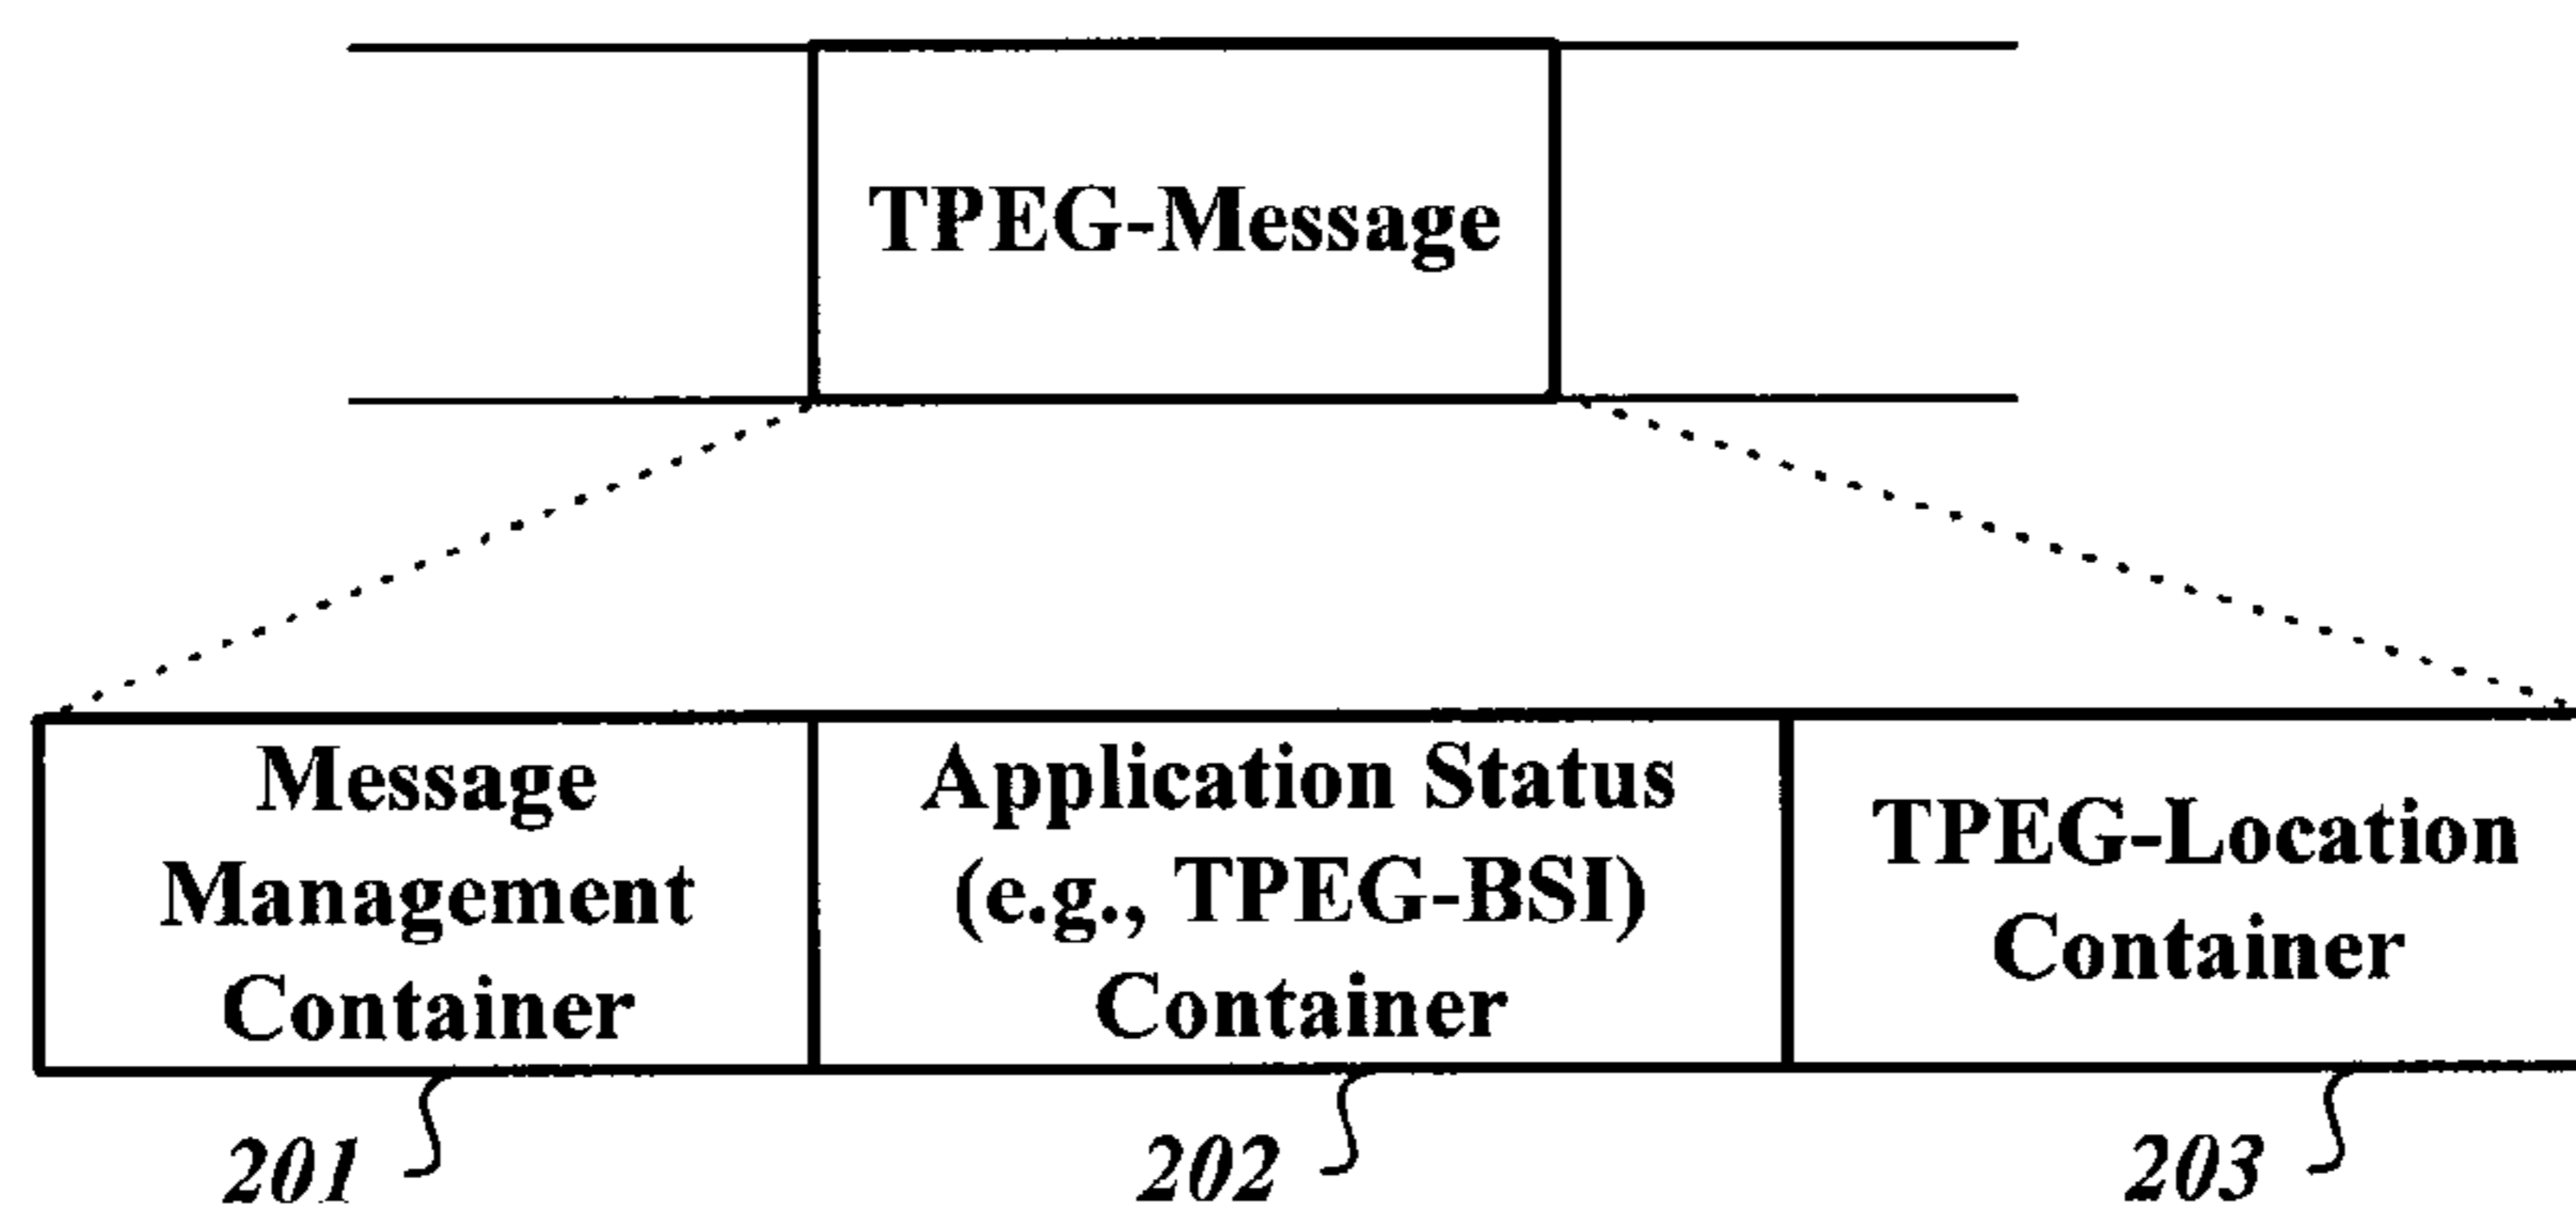 TPEG-Message
Message
Management
Container
Application Status
(e.g., TPEG-BSI)
Container
TPEG-Location
Container
201
202
203